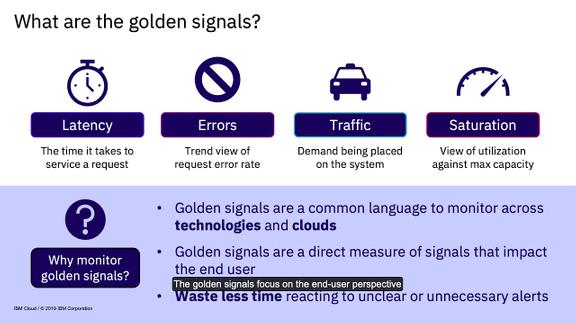 What are the golden signals?
Latency
Errors
Traffic
Saturation
The time it takes to
service a request
Trend view of
request error rate
Demand being placed
on the system
View of utilization
against max capacity
?
Why monitor
golden signals?
• Golden signals are a common language to monitor across
technologies and clouds
• Golden signals are a direct measure of signals that impact
the end user
The golden signals focus on the end-user perspective
• Waste less time reacting to unclear or unnecessary alerts
IBM Cloud / © 2019 IBM Corporation